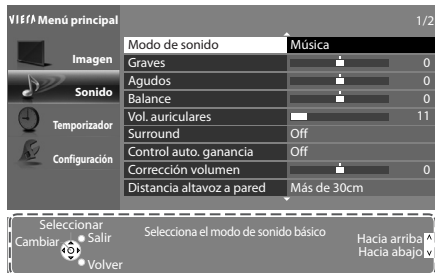 VIErA Menú principal 1/2
Imagen
Sonido
Temporizador
Configuración
Modo de sonido Música
Graves 0
Agudos 0
Balance 0
Vol. auriculares 11
Surround Off
Control auto. ganancia Off
Corrección volumen 0
Distancia altavoz a pared Más de 30cm
Seleccionar
Cambiar
Salir
Volver
Selecciona el modo de sonido básico
Hacia arriba
Hacia abajo